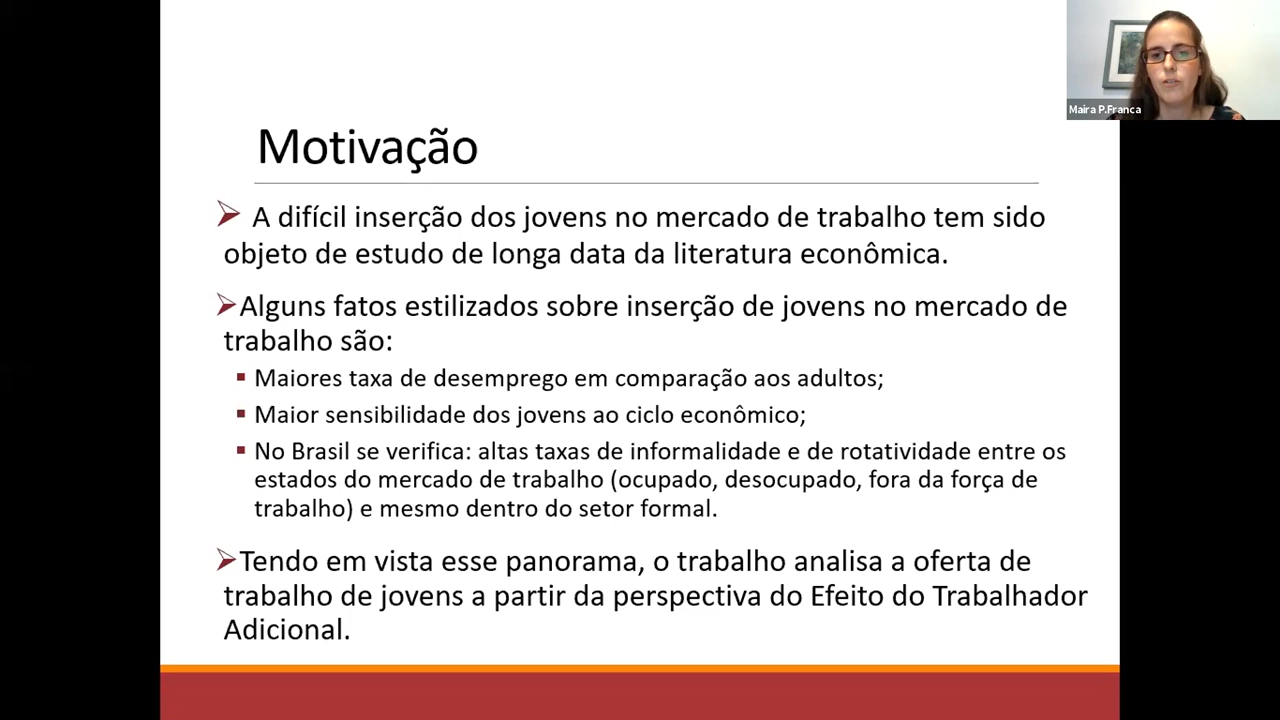 Maira P.Franca
Motivação
A difícil inserção dos jovens no mercado de trabalho tem sido
objeto de estudo de longa data da literatura econômica.
Alguns fatos estilizados sobre inserção de jovens no mercado de
trabalho são:
Maiores taxa de desemprego em comparação aos adultos;
Maior sensibilidade dos jovens ao ciclo econômico;
No Brasil se verifica: altas taxas de informalidade e de rotatividade entre os
estados do mercado de trabalho (ocupado, desocupado, fora da força de
trabalho) e mesmo dentro do setor formal.
Tendo em vista esse panorama, o trabalho analisa a oferta de
trabalho de jovens a partir da perspectiva do Efeito do Trabalhador
Adicional.